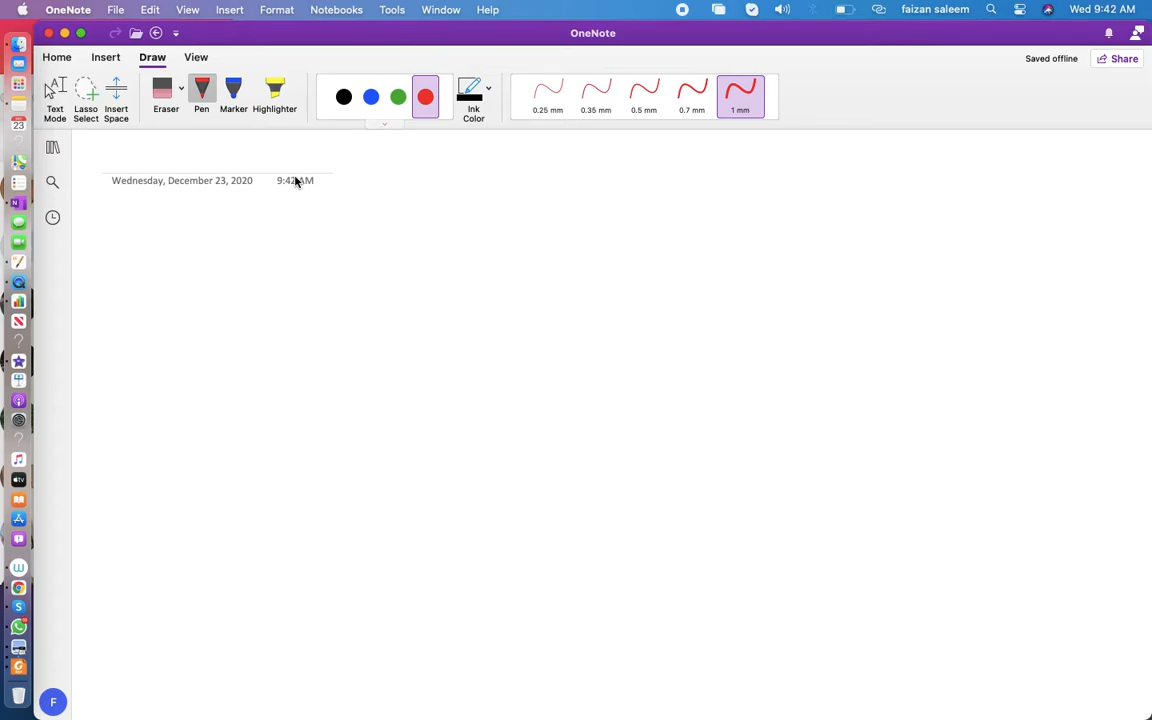 OneNote File Edit View Insert Format Notebooks Tools Window Help faizan saleem Wed 9:42 AM
OneNote
Home Insert Draw View Saved offline Share
Text Mode Lasso Select Insert Space Eraser Pen Marker Highlighter Ink Color 0.25 mm 0.35 mm 0.5 mm 0.7 mm 1 mm
Wednesday, December 23, 2020 9:42 AM
23
F